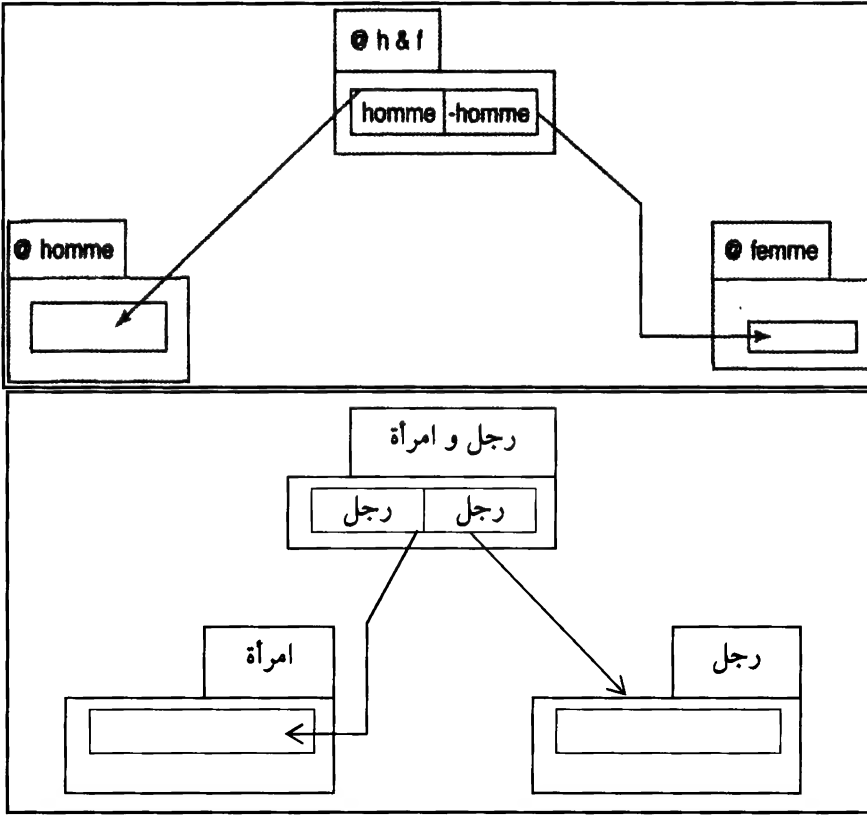 @ h & f
homme -homme
@ homme
@ femme
رجل و امرأة
رجل رجل
رجل
امرأة